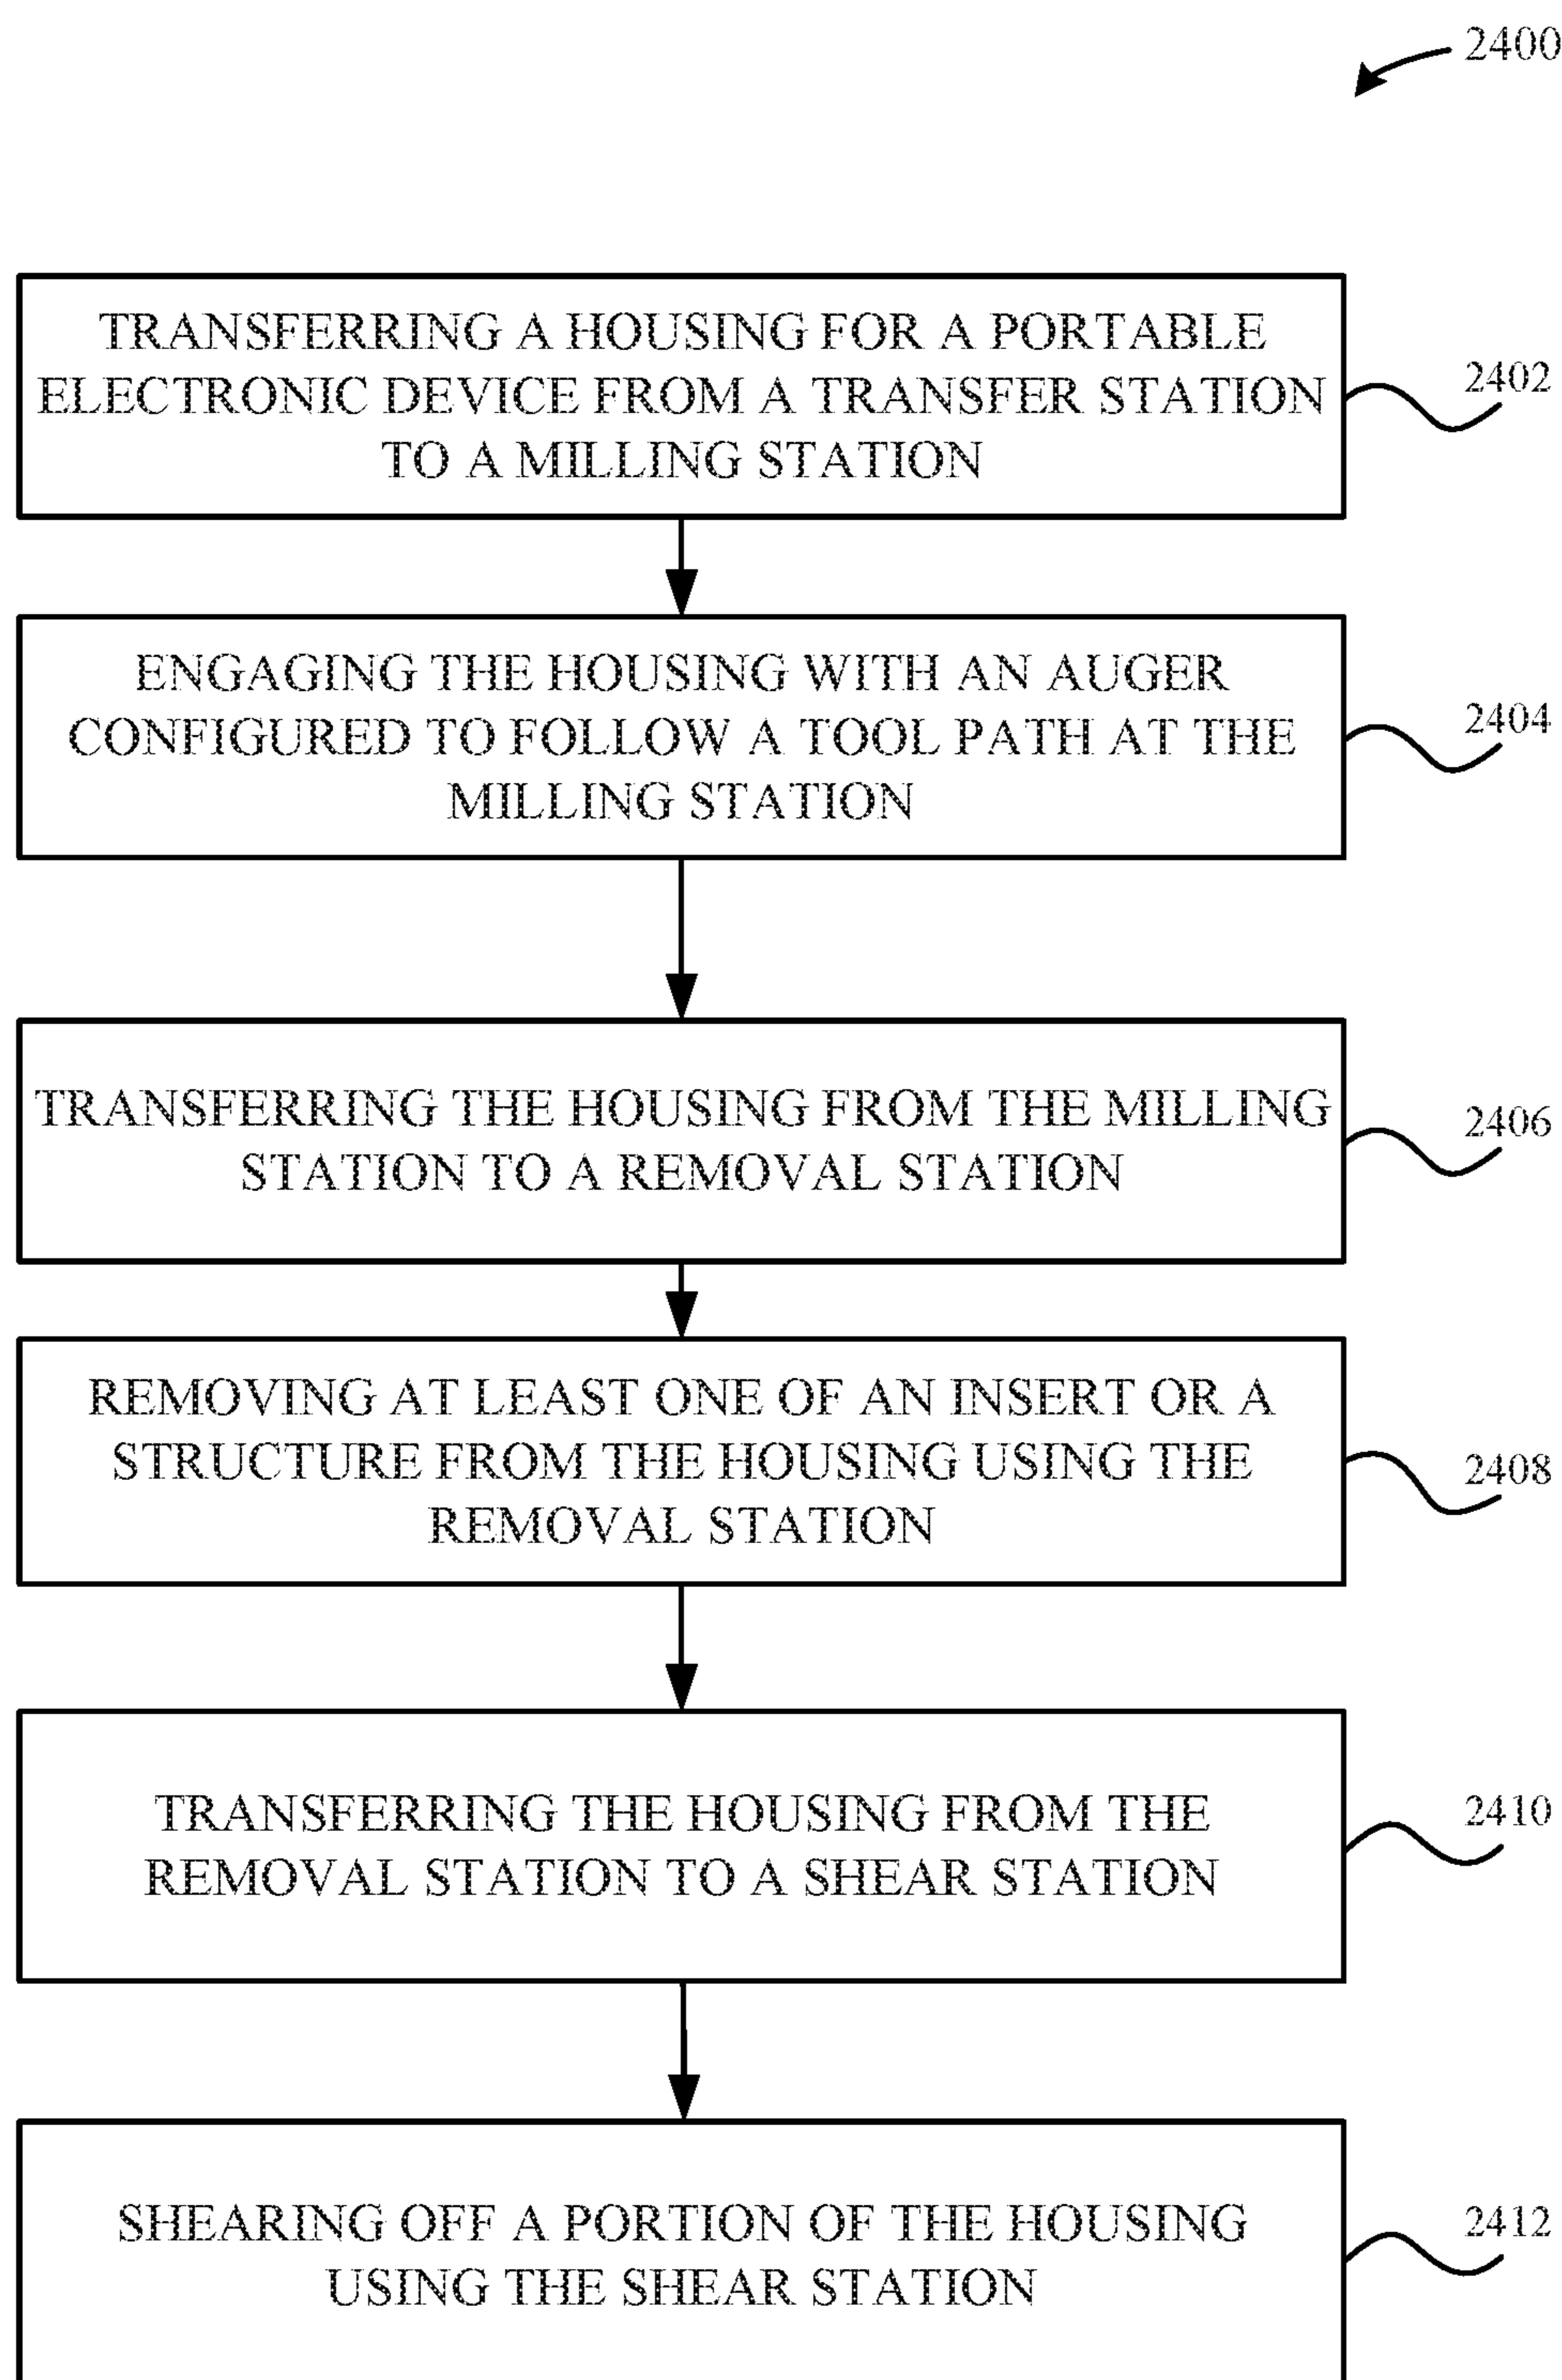 2400
TRANSFERRING A HOUSING FOR A PORTABLE
ELECTRONIC DEVICE FROM A TRANSFER STATION
TO A MILLING STATION
2402
ENGAGING THE HOUSING WITH AN AUGER
CONFIGURED TO FOLLOW A TOOL PATH AT THE
MILLING STATION
2404
TRANSFERRING THE HOUSING FROM THE MILLING
STATION TO A REMOVAL STATION
2406
REMOVING AT LEAST ONE OF AN INSERT OR A
STRUCTURE FROM THE HOUSING USING THE
REMOVAL STATION
2408
TRANSFERRING THE HOUSING FROM THE
REMOVAL STATION TO A SHEAR STATION
2410
SHEARING OFF A PORTION OF THE HOUSING
USING THE SHEAR STATION
2412